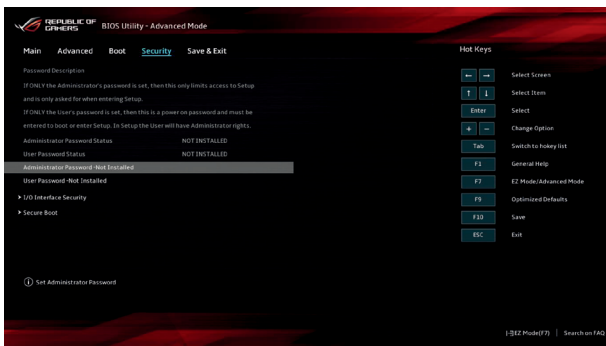 REPUBLIC OF
GAMERS
BIOS Utility - Advanced Mode
Main Advanced Boot Security Save & Exit
Password Description
If ONLY the Administrator's password is set, then this only limits access to Setup
and is only asked for when entering Setup.
If ONLY the User's password is set, then this is a power on password and must be
entered to boot or enter Setup. In Setup the User will have Administrator rights.
Administrator Password Status NOT INSTALLED
User Password Status NOT INSTALLED
Administrator Password -Not Installed
User Password -Not Installed
> I/O Interface Security
> Secure Boot
Set Administrator Password
Hot Keys
← → Select Screen
↑ ↓ Select Item
Enter Select
+ − Change Option
Tab Switch to hokey list
F1 General Help
F7 EZ Mode/Advanced Mode
F9 Optimized Defaults
F10 Save
ESC Exit
EZ Mode(F7) | Search on FAQ